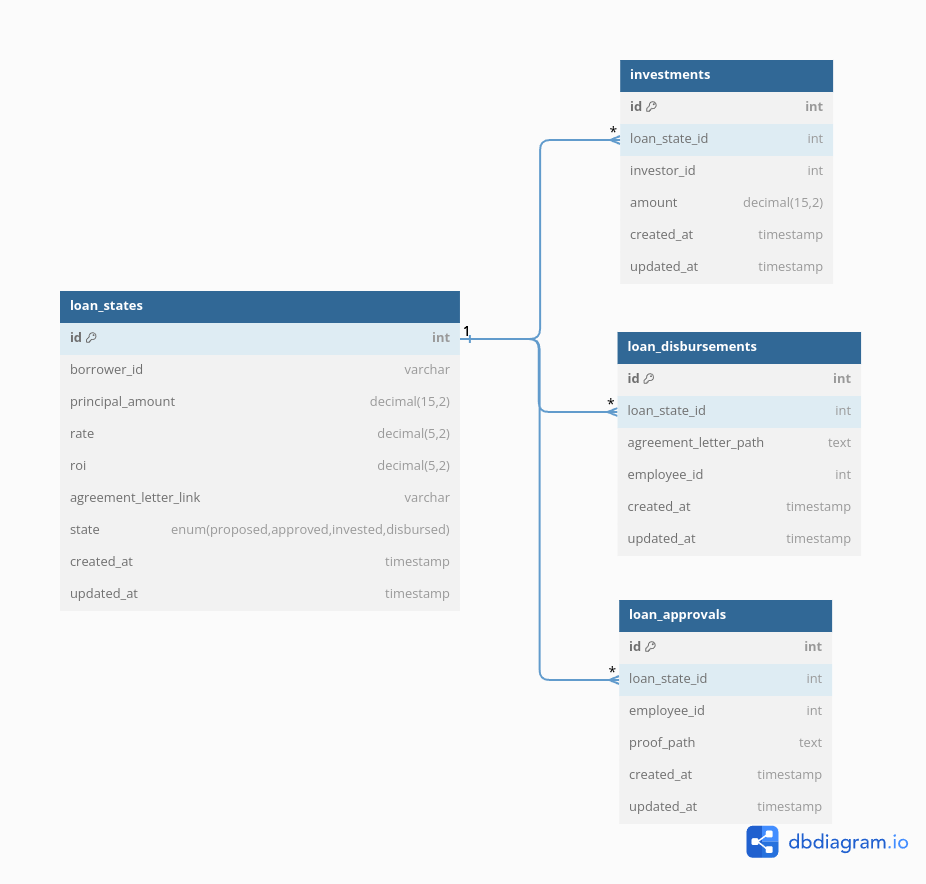 loan_states
id int
borrower_id varchar
principal_amount decimal(15,2)
rate decimal(5,2)
roi decimal(5,2)
agreement_letter_link varchar
state enum(proposed,approved,invested,disbursed)
created_at timestamp
updated_at timestamp
1
*
investments
id int
loan_state_id int
investor_id int
amount decimal(15,2)
created_at timestamp
updated_at timestamp
*
loan_disbursements
id int
loan_state_id int
agreement_letter_path text
employee_id int
created_at timestamp
updated_at timestamp
*
loan_approvals
id int
loan_state_id int
employee_id int
proof_path text
created_at timestamp
updated_at timestamp
dbdiagram.io